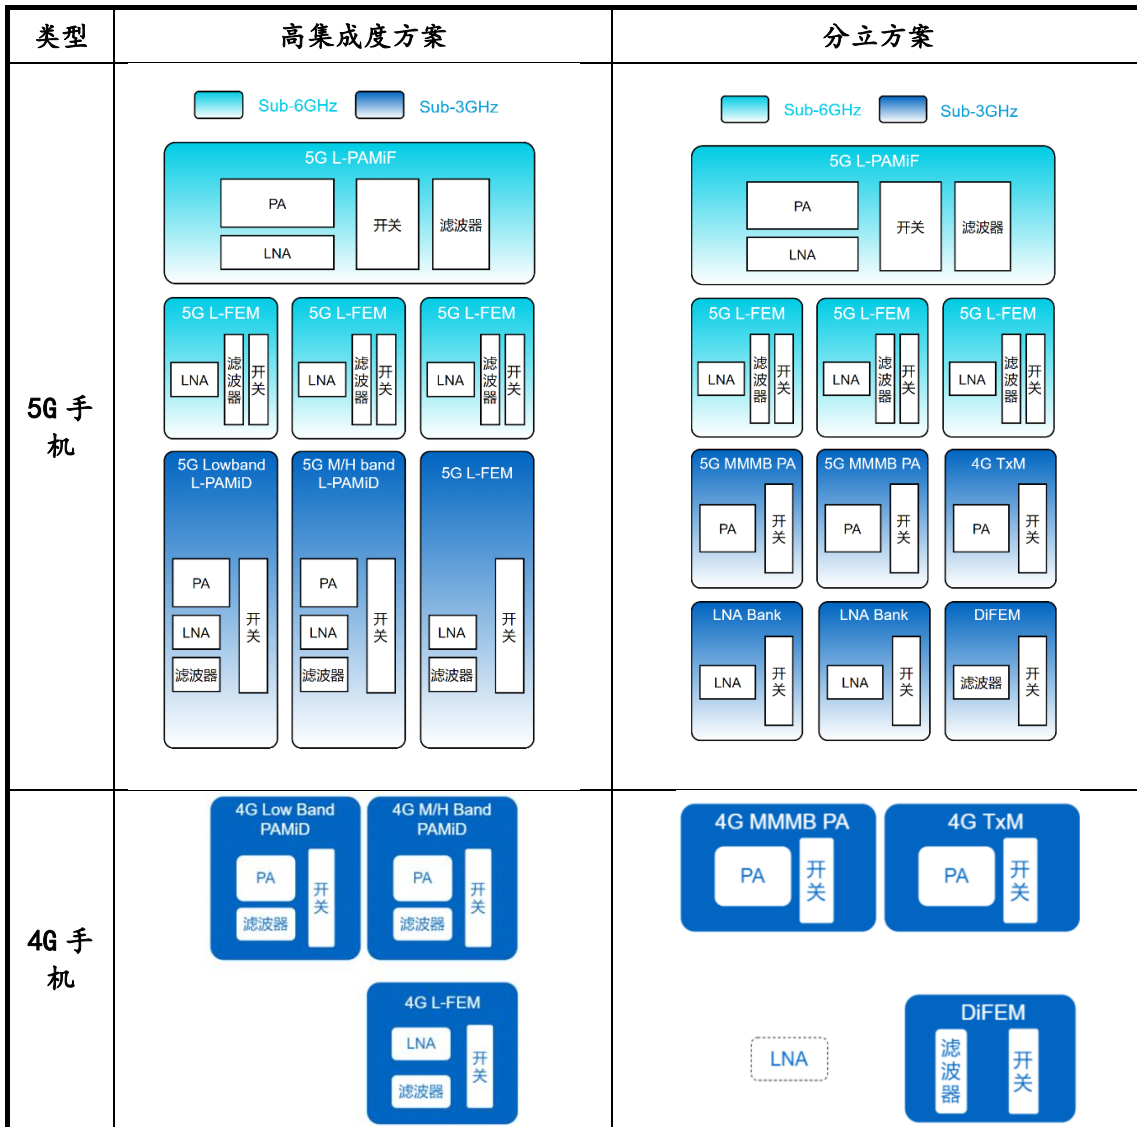 类型
高集成度方案
分立方案
5G 手
机
Sub-6GHz
Sub-3GHz
5G L-PAMiF
PA
LNA
开关
滤波器
5G L-FEM
LNA
滤波器
开关
5G L-FEM
LNA
滤波器
开关
5G L-FEM
LNA
滤波器
开关
5G Lowband
L-PAMiD
PA
LNA
滤波器
开关
5G M/H band
L-PAMiD
PA
LNA
滤波器
开关
5G L-FEM
LNA
滤波器
开关
Sub-6GHz
Sub-3GHz
5G L-PAMiF
PA
LNA
开关
滤波器
5G L-FEM
LNA
滤波器
开关
5G L-FEM
LNA
滤波器
开关
5G L-FEM
LNA
滤波器
开关
5G MMMB PA
PA
开关
5G MMMB PA
PA
开关
4G TxM
PA
开关
LNA Bank
LNA
开关
LNA Bank
LNA
开关
DiFEM
滤波器
开关
4G 手
机
4G Low Band
PAMiD
PA
滤波器
开关
4G M/H Band
PAMiD
PA
滤波器
开关
4G L-FEM
LNA
滤波器
开关
4G MMMB PA
PA
开关
4G TxM
PA
开关
LNA
DiFEM
滤波器
开关